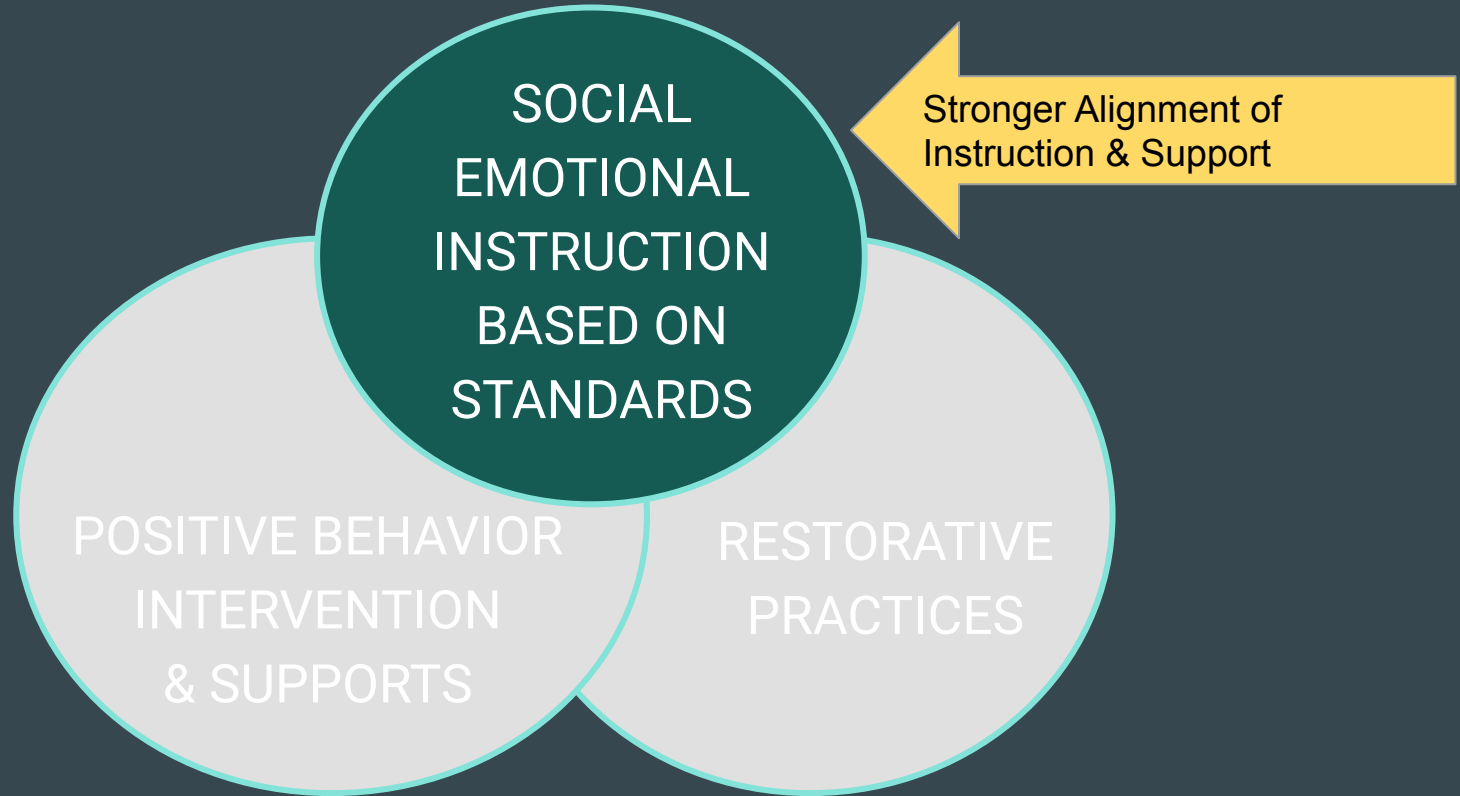 SOCIAL
EMOTIONAL
INSTRUCTION
BASED ON
STANDARDS
Stronger Alignment of
Instruction & Support
POSITIVE BEHAVIOR
INTERVENTION
& SUPPORTS
RESTORATIVE
PRACTICES